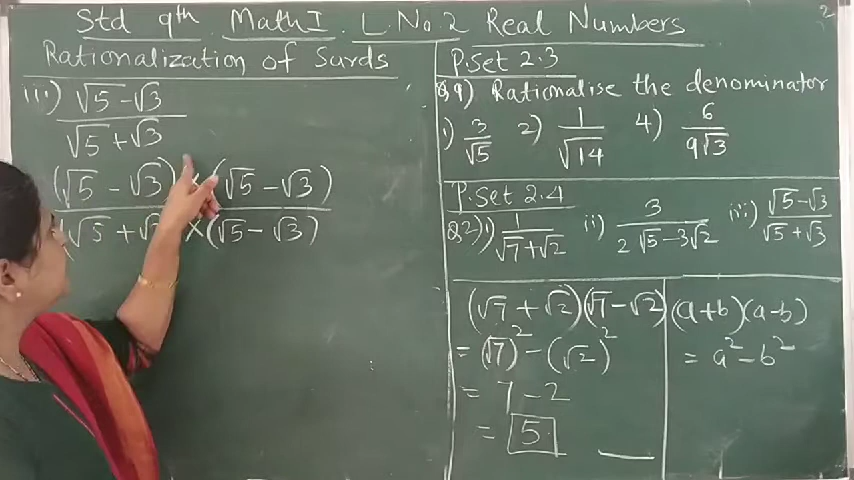 Std 9th Math I L.No.2 Real Numbers
2
Rationalization of Surds
iii) √5-√3
√5+√3
(√5-√3) × (√5-√3)
(√5+√3) × (√5-√3)
P.Set 2.3
Q.4) Rationalise the denominator
1) 3/√5 2) 1/√14 4) 6/9√3
P.Set 2.4
Q2) i) 1/√7+√2 ii) 3/2√5-3√2 iii) √5-√3/√5+√3
(√7+√2)(√7-√2)
= (√7)² - (√2)²
= 7-2
= 5.
(a+b)(a-b)
= a²-b²